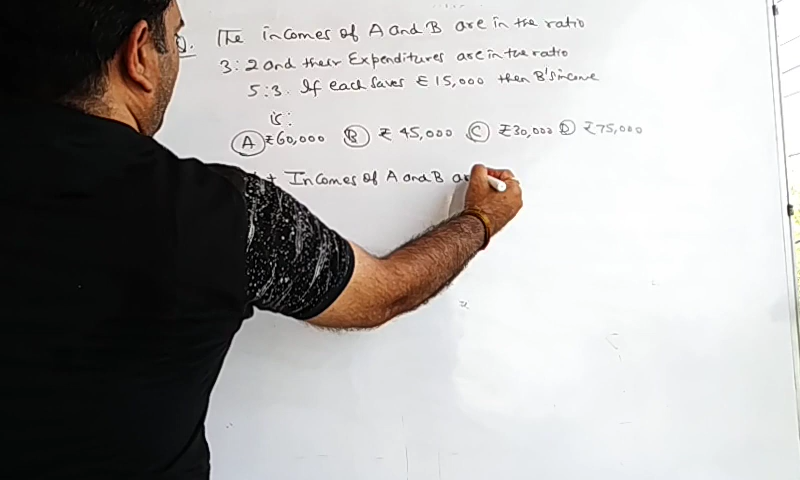 Q. The incomes of A and B are in the ratio
3:2 and their Expenditures are in the ratio
5:3. If each saves ₹ 15,000 then B's income
is:
A ₹60,000 B ₹ 45,000 C ₹30,000 D ₹75,000
Incomes of A and B